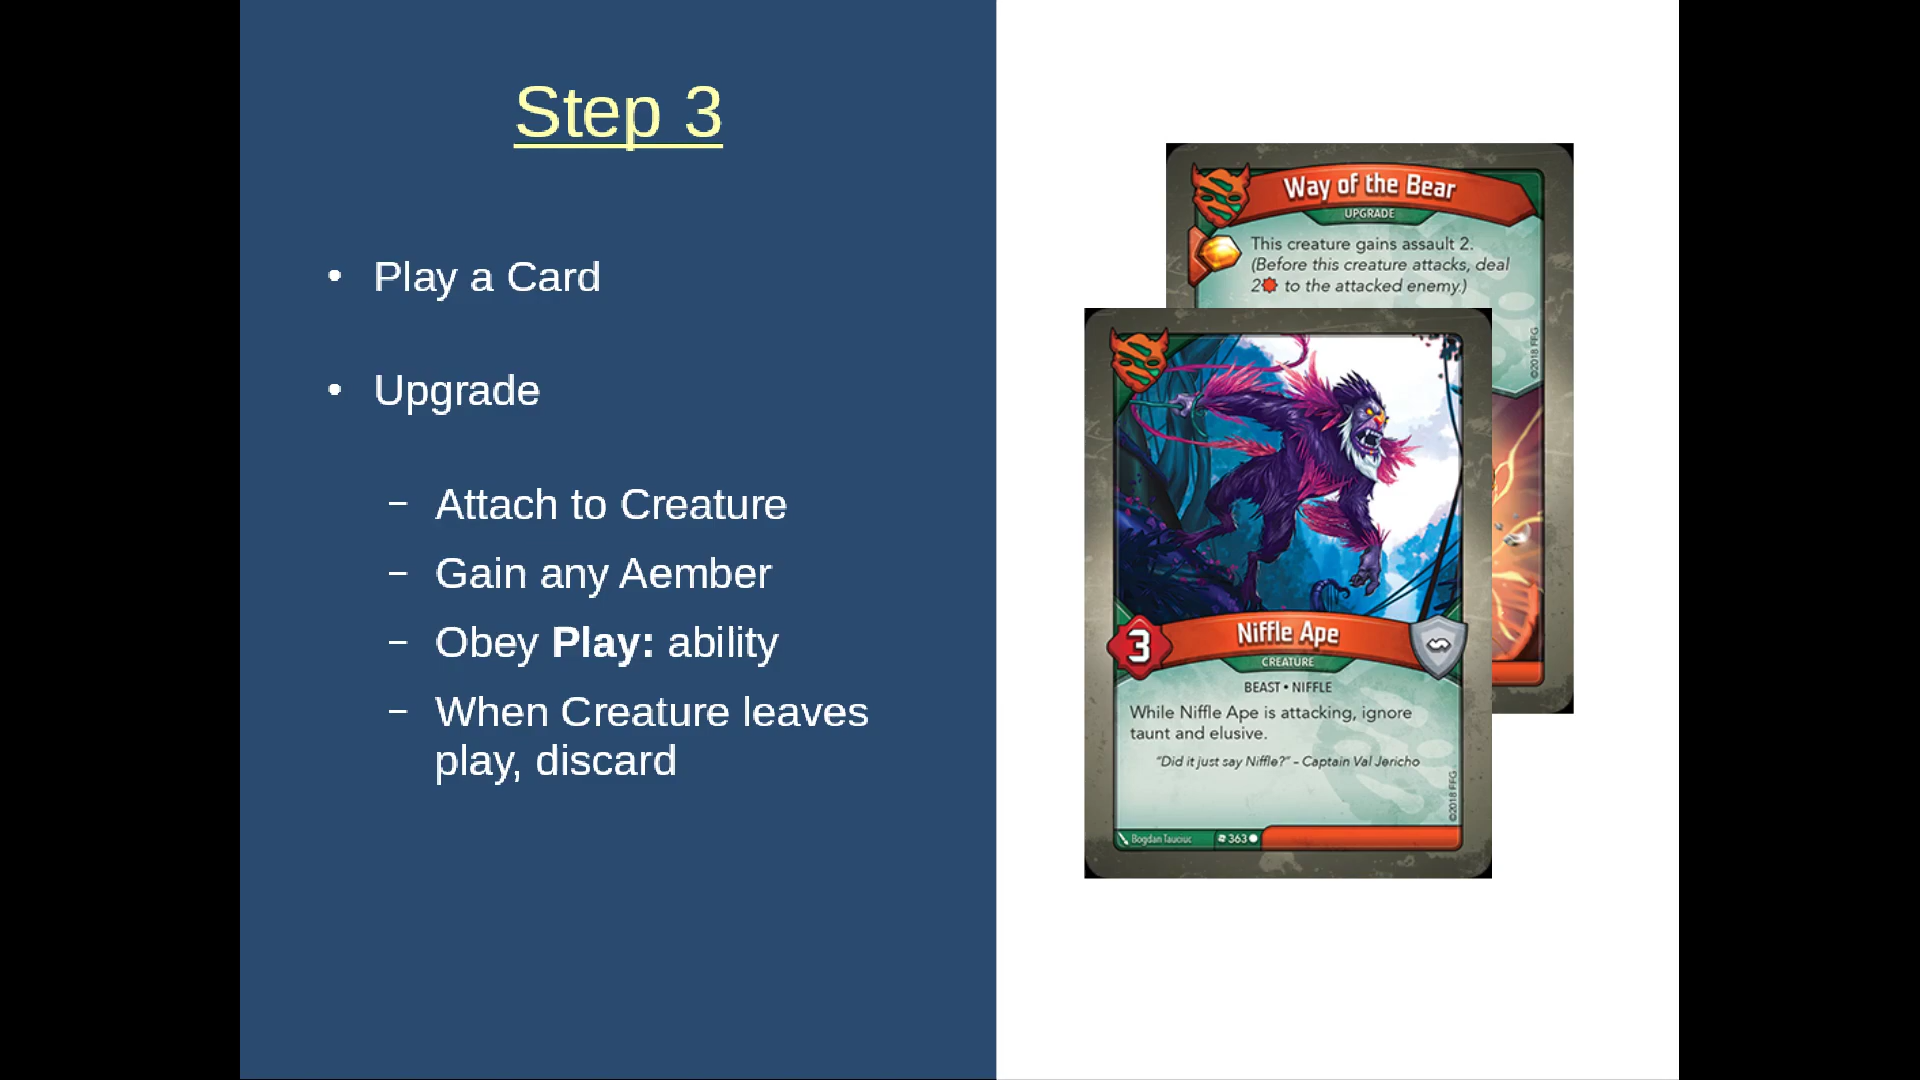 Step 3
• Play a Card
• Upgrade
– Attach to Creature
– Gain any Aember
– Obey Play: ability
– When Creature leaves
play, discard
Way of the Bear
UPGRADE
This creature gains assault 2.
(Before this creature attacks, deal
2 to the attacked enemy.)
©2018 FFG
3
Niffle Ape
CREATURE
BEAST • NIFFLE
While Niffle Ape is attacking, ignore
taunt and elusive.
"Did it just say Niffle?" – Captain Val Jericho
©2018 FFG
Bogdan Tauciuc
363